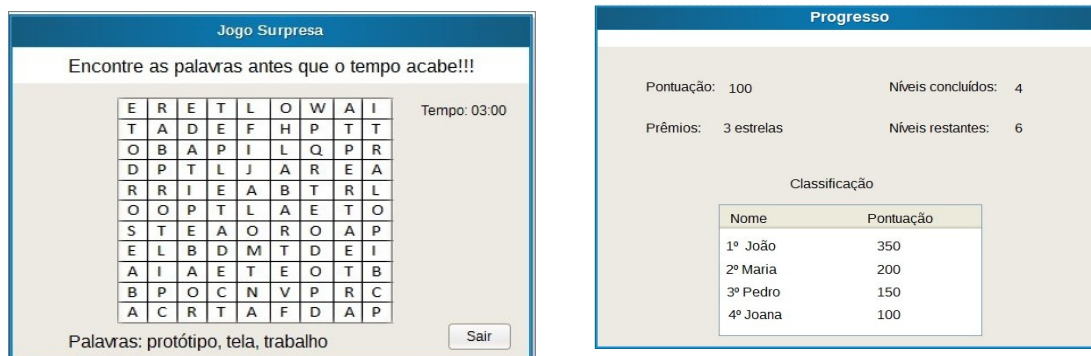 Jogo Surpresa
Encontre as palavras antes que o tempo acabe!!!
E R E T L O W A I
Tempo: 03:00
T A D E F H P T T
O B A P I L Q P R
D P T L J A R E A
R R I E A B T R L
O O P T L A E T O
S T E A O R O A P
E L B D M T D E I
A I A E T E O T B
B P O C N V P R C
A C R T A F D A P
Palavras: protótipo, tela, trabalho
Sair
Progresso
Pontuação: 100 Níveis concluídos: 4
Prêmios: 3 estrelas Níveis restantes: 6
Classificação
Nome Pontuação
1º João 350
2º Maria 200
3º Pedro 150
4º Joana 100